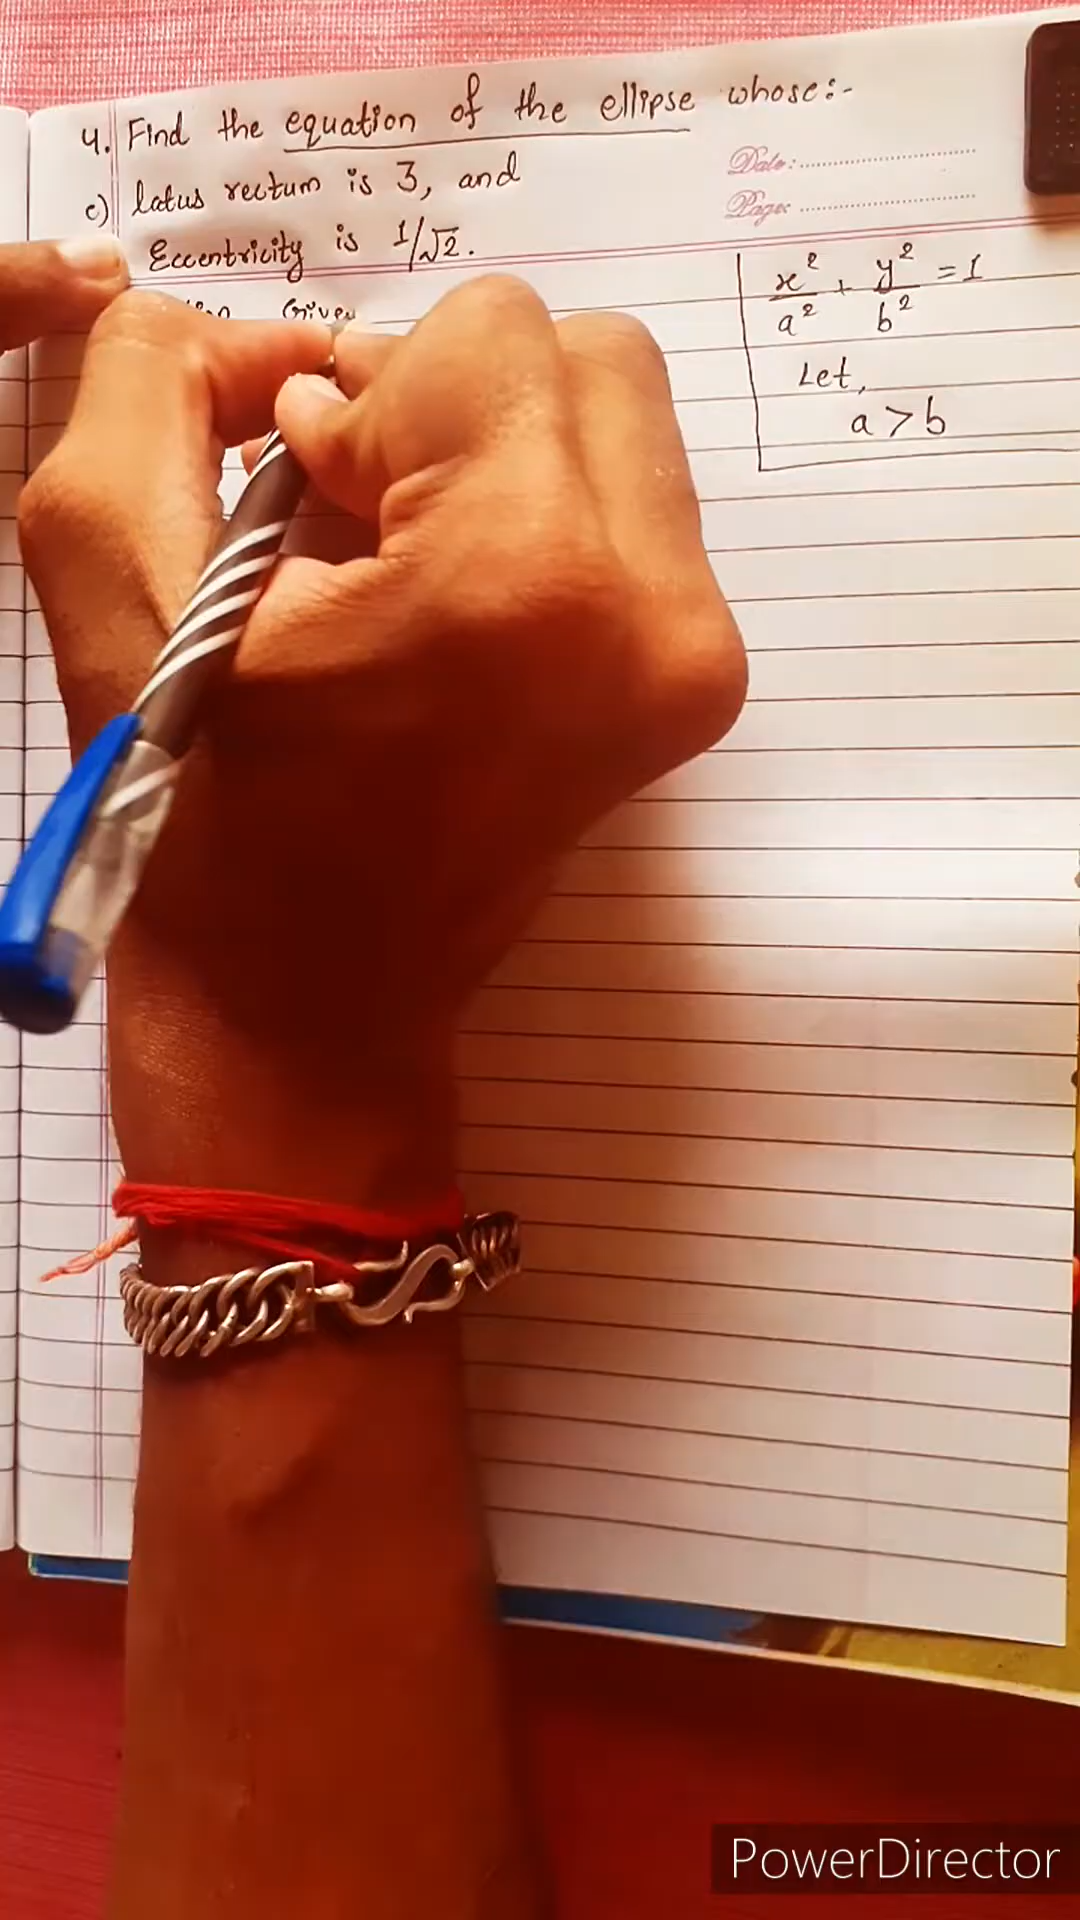 4. Find the equation of the ellipse whose:-
c) latus rectum is 3, and
Eccentricity is 1/√2.
Date:
Page:
x²/a² + y²/b² = 1
Let,
a > b
Given
PowerDirector